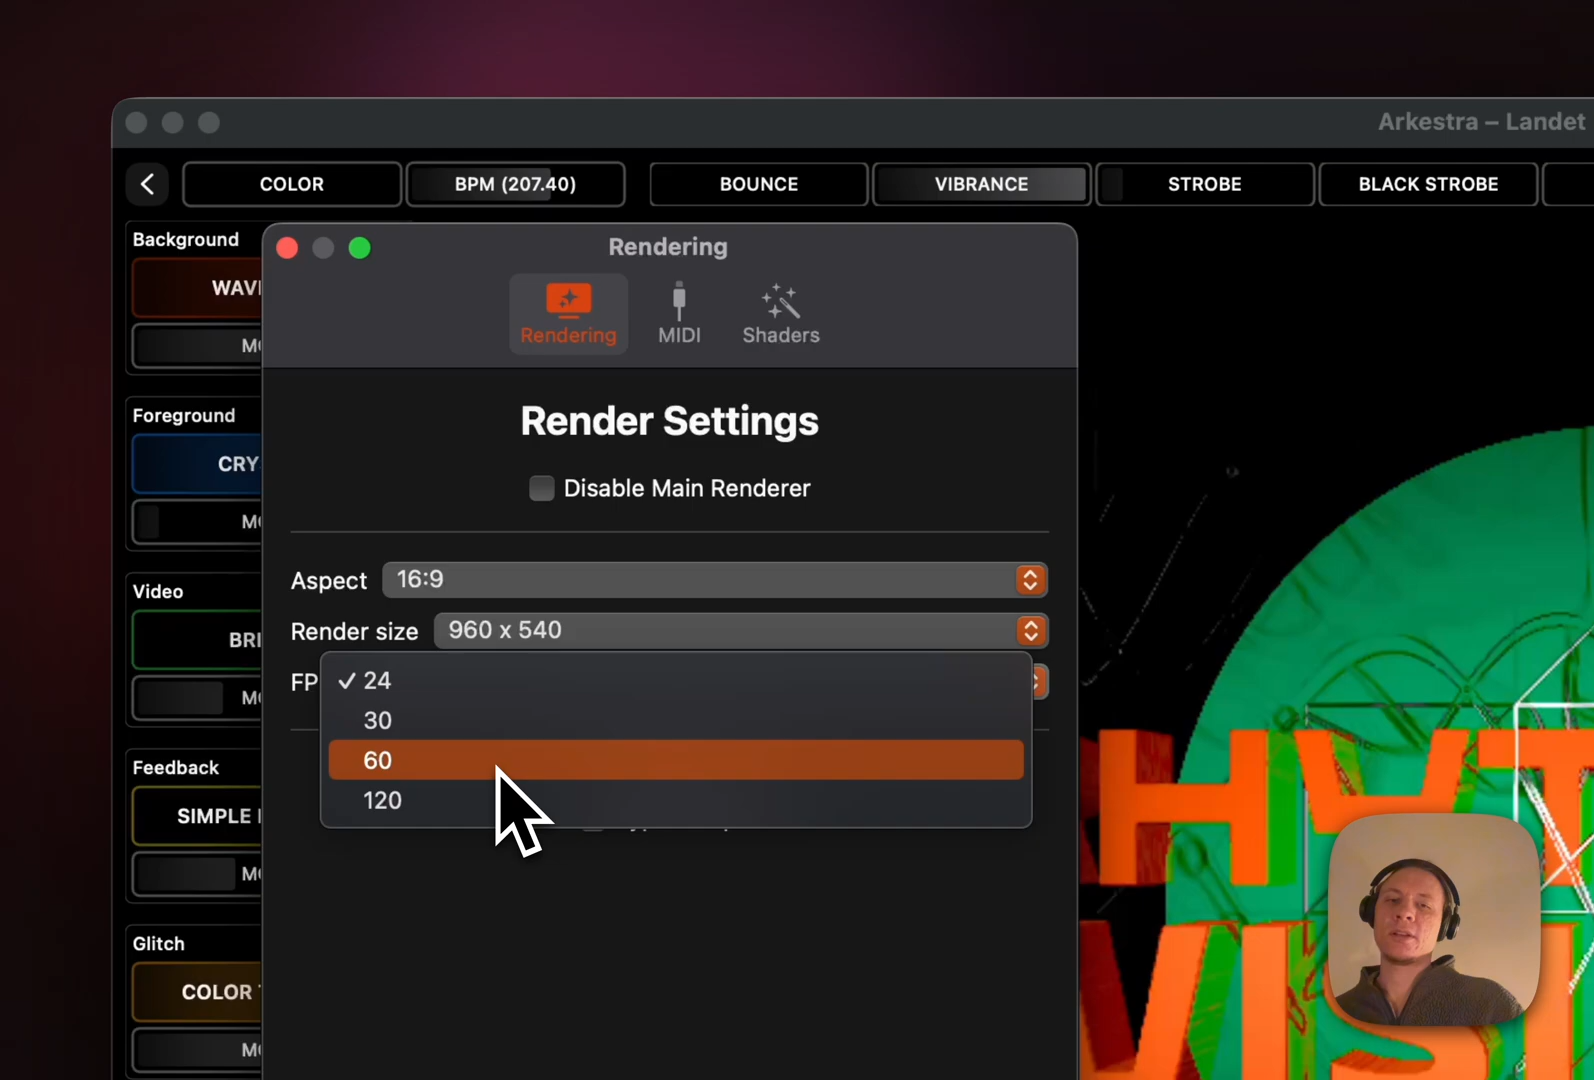 Arkestra – Landet
COLOR
BPM (207.40)
BOUNCE
VIBRANCE
STROBE
BLACK STROBE
Background
Rendering
Rendering
MIDI
Shaders
Render Settings
Disable Main Renderer
Foreground
Aspect
16:9
Video
Render size
960 x 540
FP
✓ 24
30
60
120
Feedback
SIMPLE
Glitch
COLOR